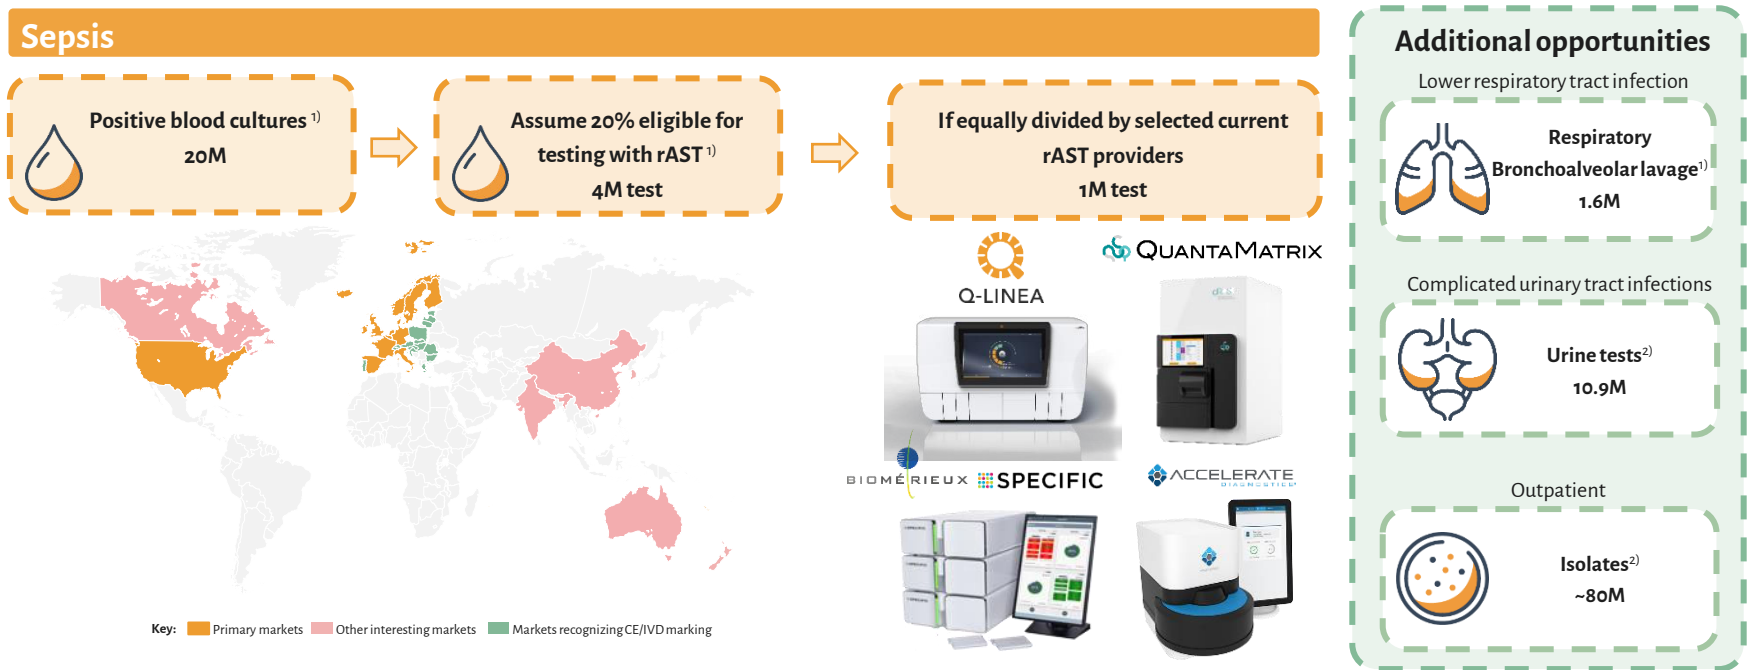 Sepsis
Positive blood cultures 1)
20M
Assume 20% eligible for
testing with rAST 1)
4M test
If equally divided by selected current
rAST providers
1M test
Q-LINEA
QUANTAMATRIX
BIOMÉRIEUX
SPECIFIC
ACCELERATE
DIAGNOSTICS
Key:
Primary markets
Other interesting markets
Markets recognizing CE/IVD marking
Additional opportunities
Lower respiratory tract infection
Respiratory
Bronchoalveolar lavage1)
1.6M
Complicated urinary tract infections
Urine tests2)
10.9M
Outpatient
Isolates2)
~80M